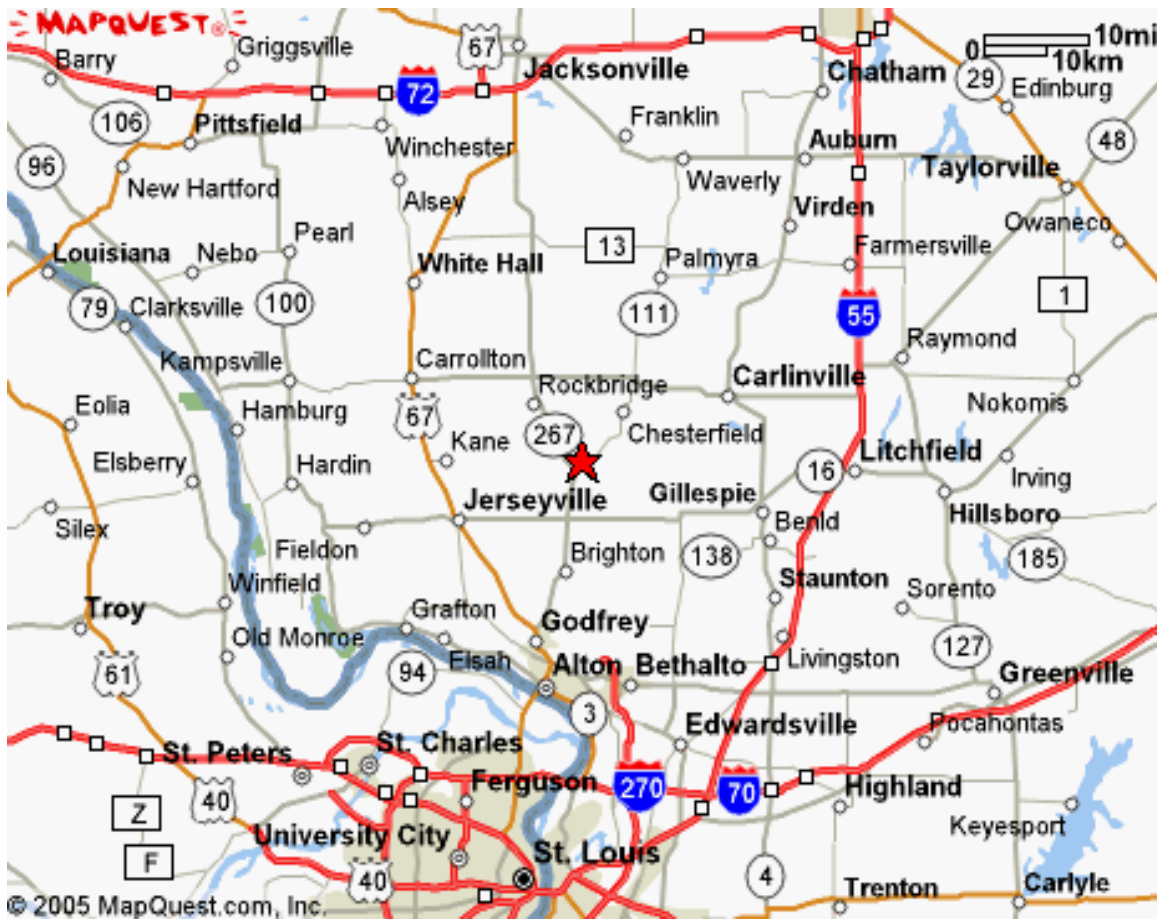 MAPQUEST®
Griggsville
67
10mi
0
10km
Barry
Jacksonville
Chatham
72
29
Edinburg
106
Pittsfield
Franklin
Auburn
48
96
Winchester
Waverly
Taylorville
New Hartford
Alsey
Virden
Owaneco
Pearl
13
Farmersville
Louisiana
Nebo
White Hall
Palmyra
1
79
Clarksville
100
111
55
Raymond
Kampsville
Carrollton
Rockbridge
Carlinville
Nokomis
Eolia
Hamburg
67
267
Chesterfield
Kane
Elsberry
Hardin
16
Litchfield
Irving
Jerseyville
Gillespie
Hillsboro
Silex
Benld
Fieldon
Brighton
138
185
Winfield
Staunton
Sorento
Troy
Grafton
Godfrey
Old Monroe
Elsah
Livingston
127
61
94
Alton
Bethalto
Greenville
3
Edwardsville
Pocahontas
St. Peters
St. Charles
Ferguson
270
70
Highland
40
Z
University City
Keyesport
F
St. Louis
40
4
Trenton
Carlyle
© 2005 MapQuest.com, Inc.